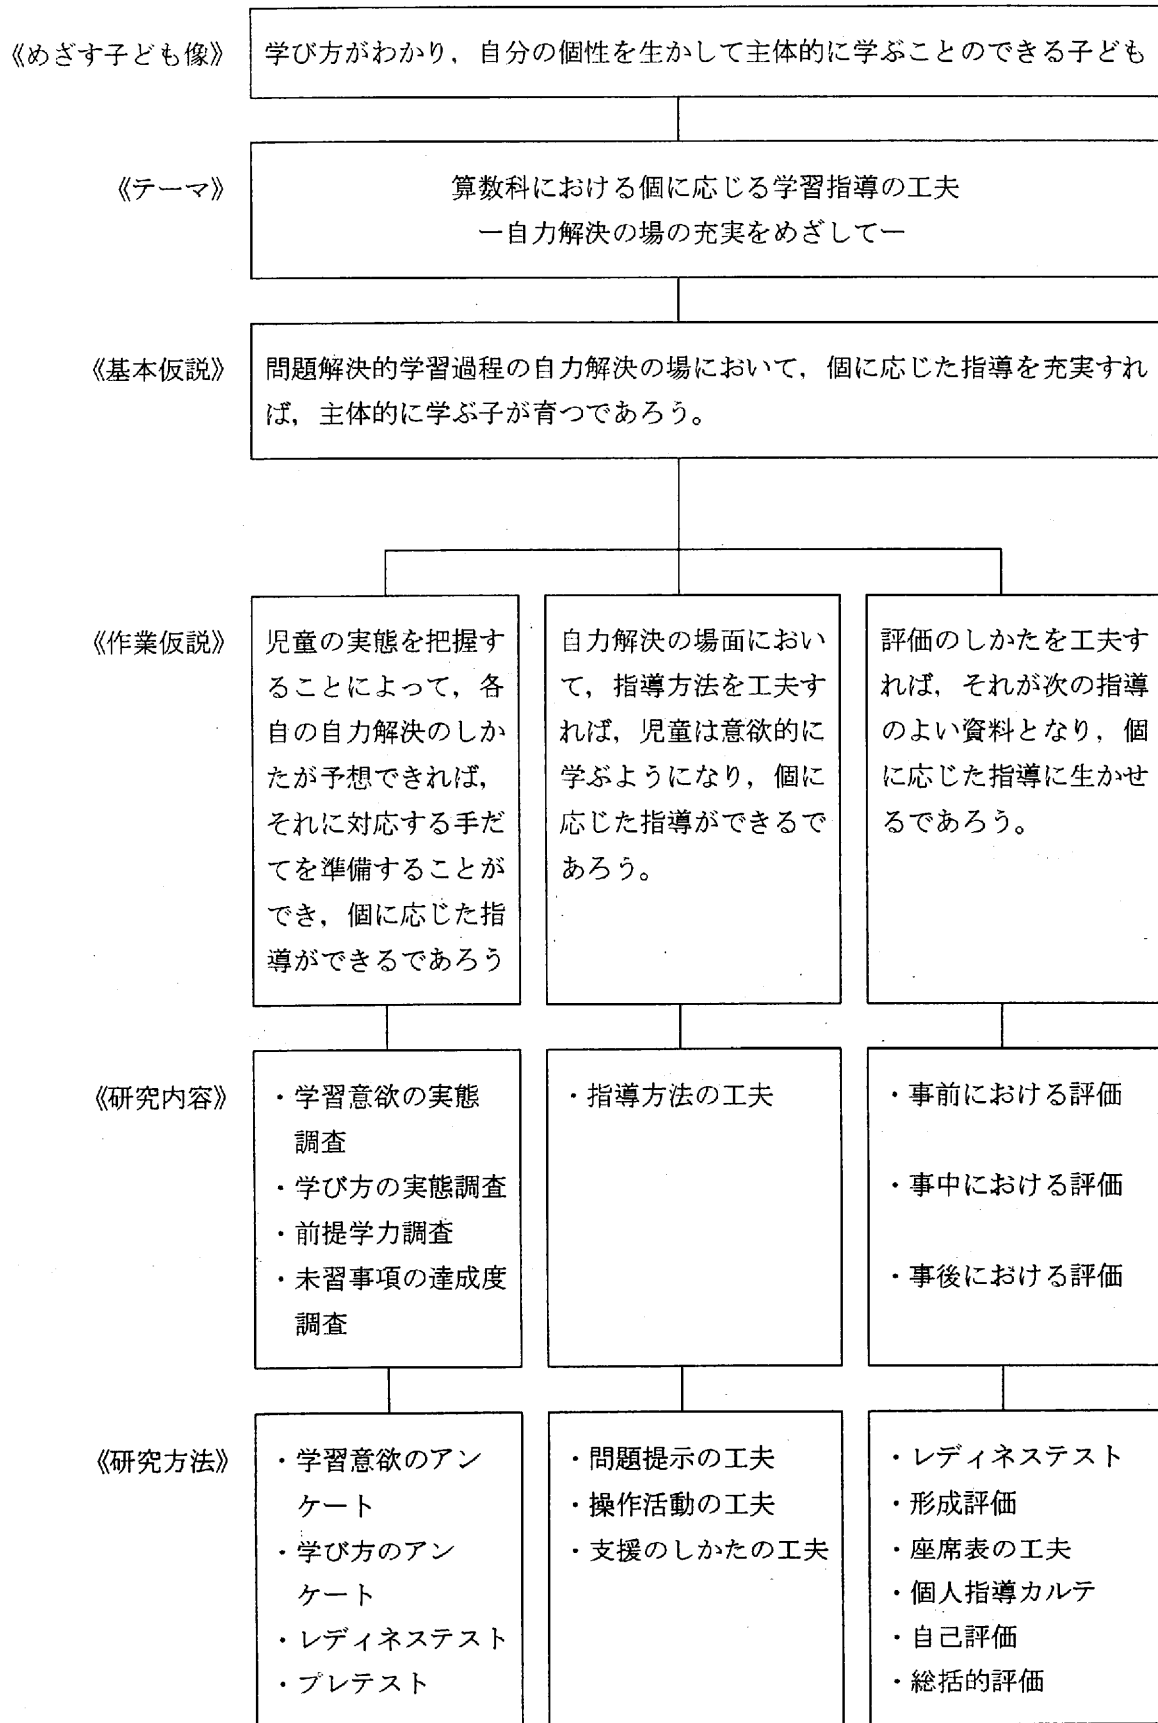 《めざす子ども像》
学び方がわかり，自分の個性を生かして主体的に学ぶことのできる子ども
《テーマ》
算数科における個に応じる学習指導の工夫
ー自力解決の場の充実をめざしてー
《基本仮説》
問題解決的学習過程の自力解決の場において，個に応じた指導を充実すれ
ば，主体的に学ぶ子が育つであろう。
《作業仮説》
児童の実態を把握す
ることによって，各
自の自力解決のしか
たが予想できれば，
それに対応する手だ
てを準備することが
でき，個に応じた指
導ができるであろう
自力解決の場面におい
て，指導方法を工夫す
れば，児童は意欲的に
学ぶようになり，個に
応じた指導ができるで
あろう。
評価のしかたを工夫す
れば，それが次の指導
のよい資料となり，個
に応じた指導に生かせ
るであろう。
《研究内容》
・学習意欲の実態
調査
・学び方の実態調査
・前提学力調査
・未習事項の達成度
調査
・指導方法の工夫
・事前における評価
・事中における評価
・事後における評価
《研究方法》
・学習意欲のアン
ケート
・学び方のアン
ケート
・レディネステスト
・プレテスト
・問題提示の工夫
・操作活動の工夫
・支援のしかたの工夫
・レディネステスト
・形成評価
・座席表の工夫
・個人指導カルテ
・自己評価
・総括的評価